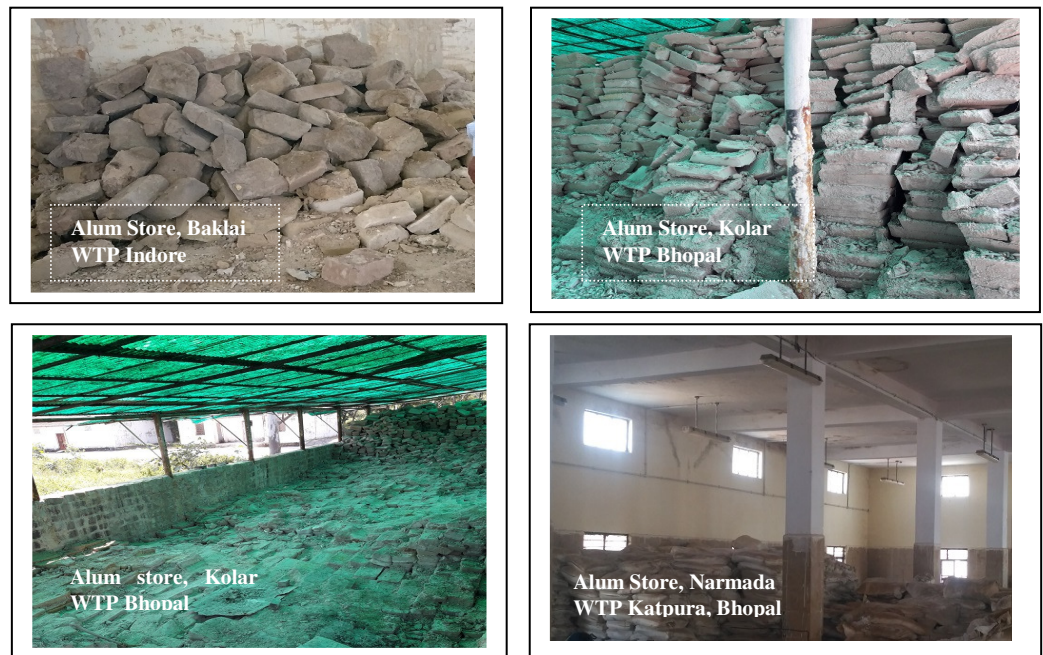 Alum Store, Baklai
WTP Indore
Alum Store, Kolar
WTP Bhopal
Alum store, Kolar
WTP Bhopal
Alum Store, Narmada
WTP Katpura, Bhopal